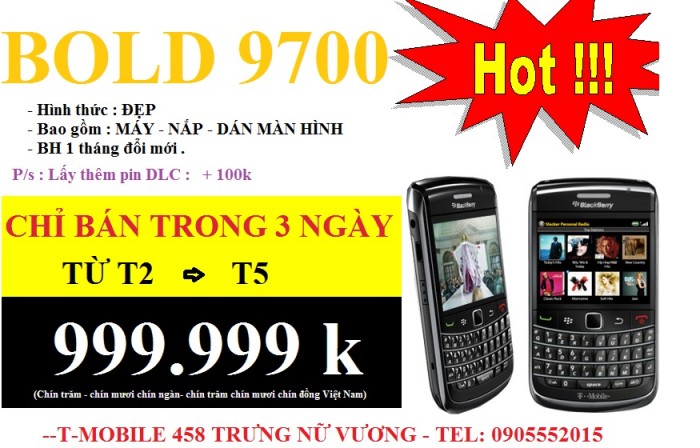 BOLD 9700
Hot !!!
- Hình thức : ĐẸP
- Bao gồm : MÁY - NẮP - DÁN MÀN HÌNH
- BH 1 tháng đổi mới .
P/s : Lấy thêm pin DLC : + 100k
CHỈ BÁN TRONG 3 NGÀY
TỪ T2 ⇨ T5
999.999 k
(Chín trăm - chín mươi chín ngàn- chín trăm chín mươi chín đồng Việt Nam)
BlackBerry
BlackBerry
Slacker Personal Radio
T-Mobile
--T-MOBILE 458 TRƯNG NỮ VƯƠNG - TEL: 0905552015